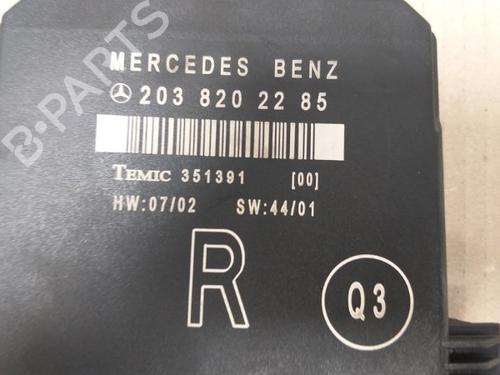 B-PARTS
MERCEDES BENZ
203 820 22 85
TEMIC 351391 [00]
HW:07/02 SW:44/01
R
Q3